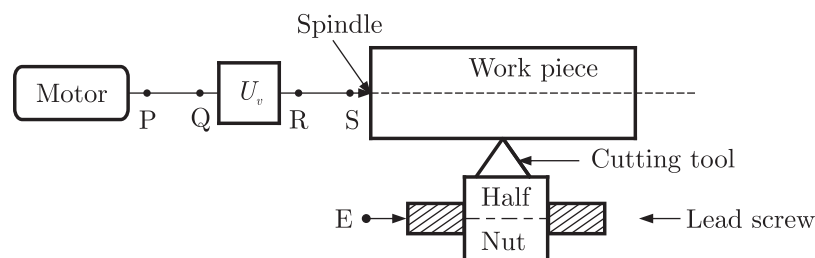 Spindle
Motor
P
Q
U_v
R
S
Work piece
Cutting tool
Half
Nut
E
Lead screw